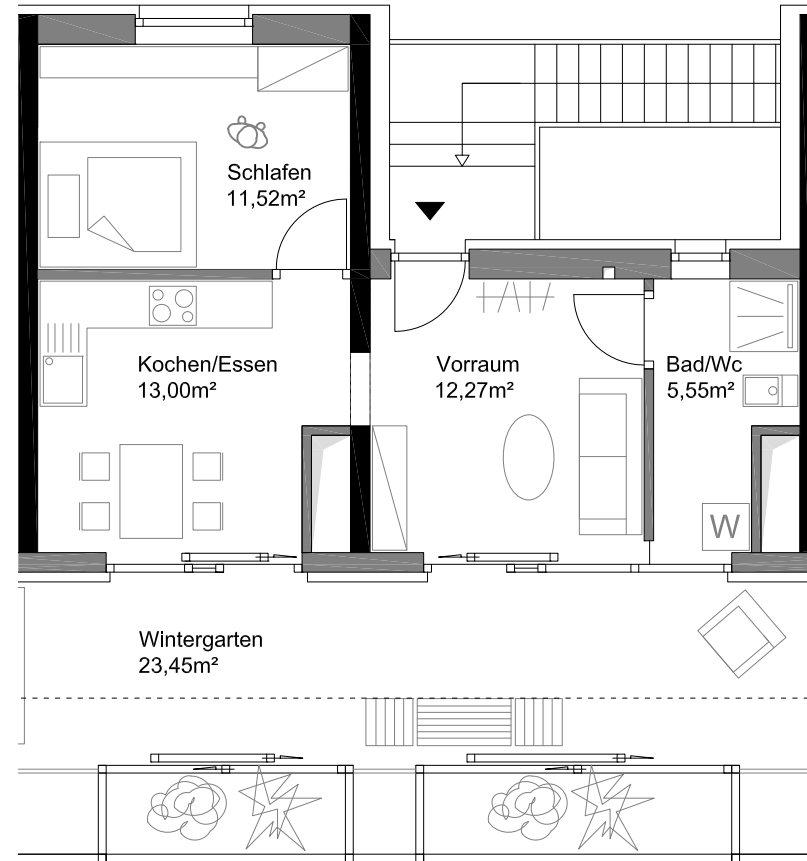 Schlafen
11,52m²
Kochen/Essen
13,00m²
Vorraum
12,27m²
Bad/Wc
5,55m²
W
Wintergarten
23,45m²